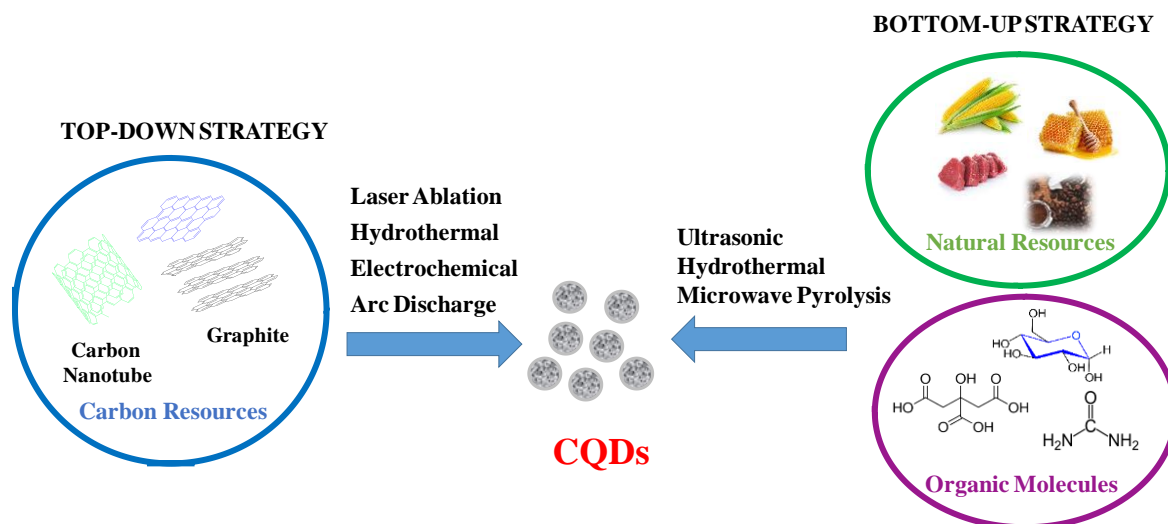 BOTTOM-UP STRATEGY
TOP-DOWN STRATEGY
Carbon
Nanotube
Graphite
Carbon Resources
Laser Ablation
Hydrothermal
Electrochemical
Arc Discharge
CQDs
Ultrasonic
Hydrothermal
Microwave Pyrolysis
Natural Resources
OH
HO
HO
O
H
OH
OH
O
OH
O
HO
OH
O
OH
O
H₂N
NH₂
Organic Molecules